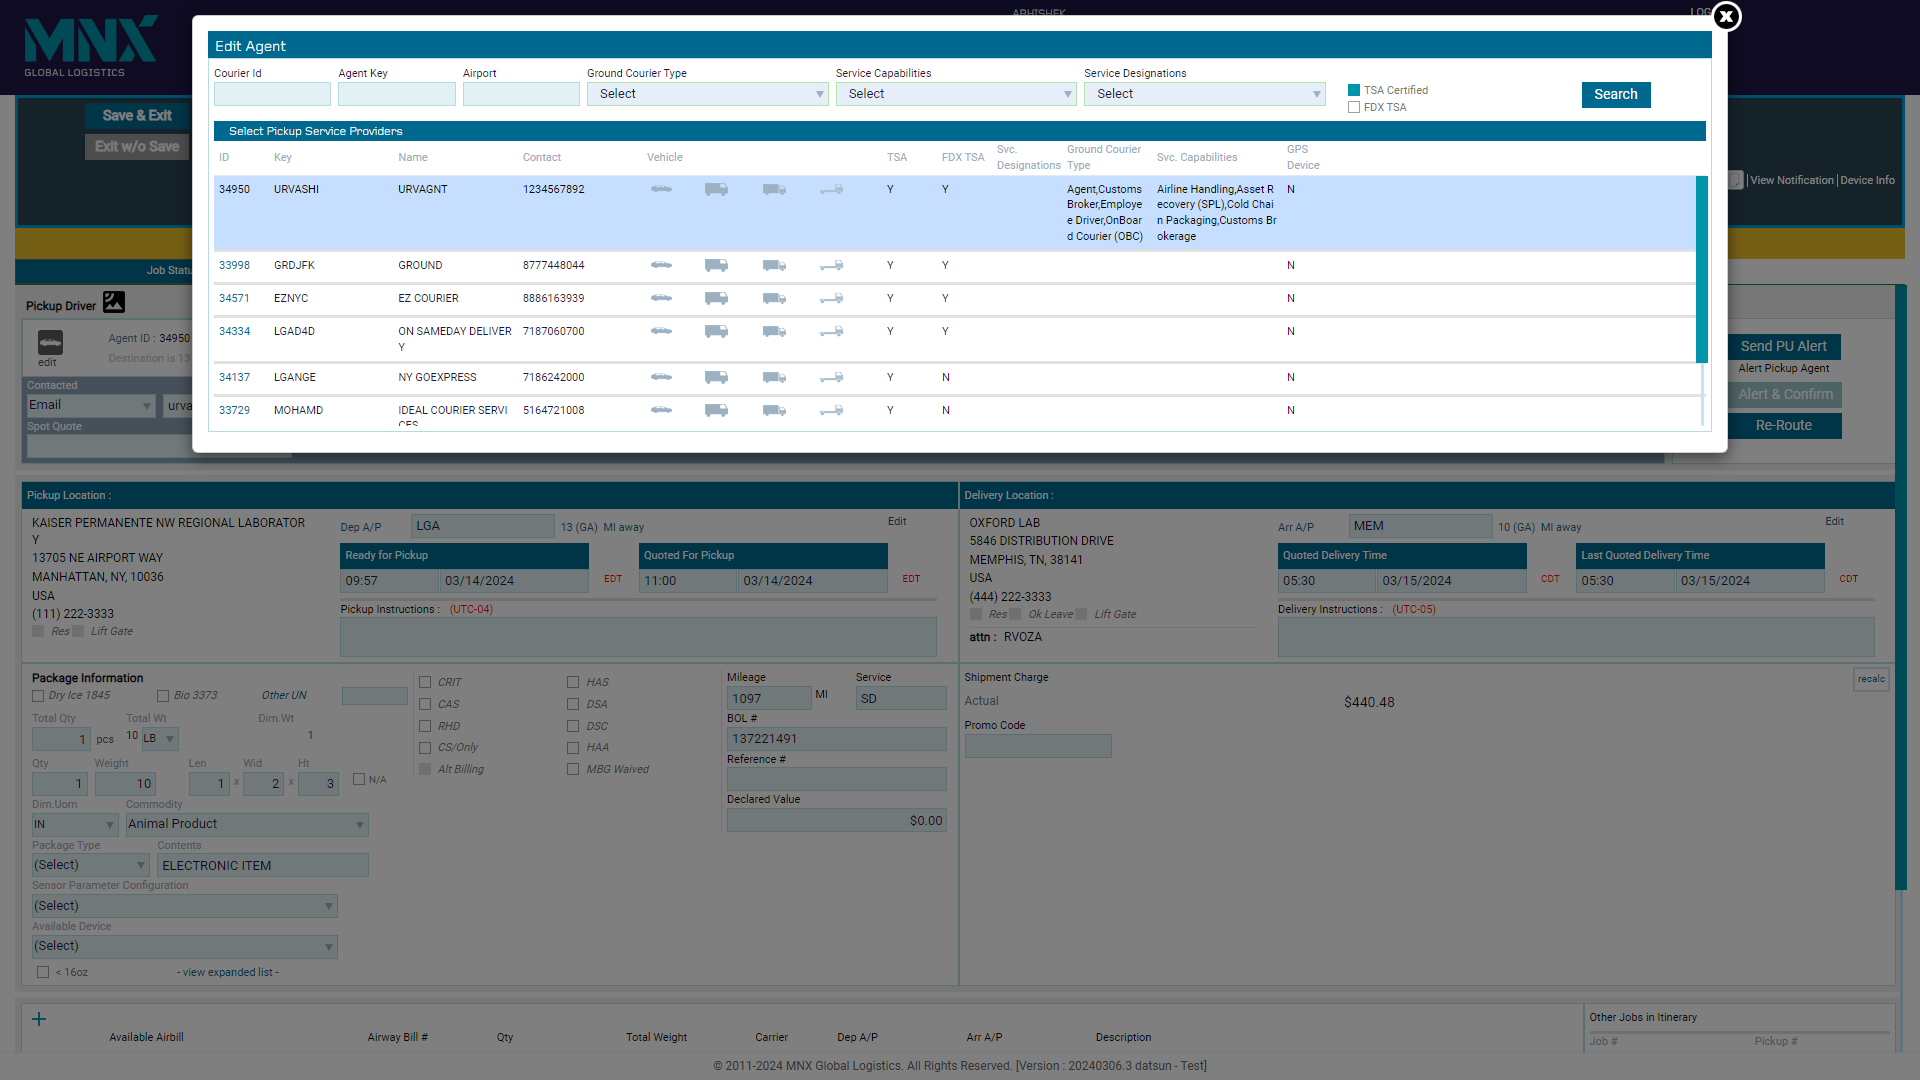 MNX
GLOBAL LOGISTICS
ABHISHEK
LOG
X
Edit Agent
Courier Id
Agent Key
Airport
Ground Courier Type
Service Capabilities
Service Designations
Select
Select
Select
TSA Certified
FDX TSA
Search
Select Pickup Service Providers
ID Key Name Contact Vehicle TSA FDX TSA Svc. Designations Ground Courier Type Svc. Capabilities GPS Device
34950 URVASHI URVAGNT 1234567892 Y Y Agent,Customs Airline Handling,Asset R N
Broker,Employe ecovery (SPL),Cold Chai
e Driver,OnBoar n Packaging,Customs Br
d Courier (OBC) okerage
33998 GRDJFK GROUND 8777448044 Y Y N
34571 EZNYC EZ COURIER 8886163939 Y Y N
34334 LGAD4D ON SAMEDAY DELIVER 7187060700 Y Y N
Y
34137 LGANGE NY GOEXPRESS 7186242000 Y N N
33729 MOHAMD IDEAL COURIER SERVI 5164721008 Y N N
CES
Save & Exit
Exit w/o Save
View Notification | Device Info
Job Statu
Pickup Driver
edit
Agent ID : 34950
Destination is 13
Contacted
Email
urva
Spot Quote
Send PU Alert
Alert Pickup Agent
Alert & Confirm
Re-Route
Pickup Location :
KAISER PERMANENTE NW REGIONAL LABORATOR
Y
13705 NE AIRPORT WAY
MANHATTAN, NY, 10036
USA
(111) 222-3333
Res Lift Gate
Dep A/P LGA 13 (GA) MI away Edit
Ready for Pickup Quoted For Pickup
09:57 03/14/2024 EDT 11:00 03/14/2024 EDT
Pickup Instructions : (UTC-04)
Delivery Location :
OXFORD LAB
5846 DISTRIBUTION DRIVE
MEMPHIS, TN, 38141
USA
(444) 222-3333
Res Ok Leave Lift Gate
attn : RVOZA
Arr A/P MEM 10 (GA) MI away Edit
Quoted Delivery Time Last Quoted Delivery Time
05:30 03/15/2024 CDT 05:30 03/15/2024 CDT
Delivery Instructions : (UTC-05)
Package Information
Dry Ice 1845 Bio 3373 Other UN
Total Qty Total Wt Dim.Wt
1 pcs 10 LB 1
Qty Weight Len Wid Ht
1 10 1 x 2 x 3 N/A
Dim.Uom Commodity
IN Animal Product
Package Type Contents
(Select) ELECTRONIC ITEM
Sensor Parameter Configuration
(Select)
Available Device
(Select)
< 16oz - view expanded list -
CRIT HAS
CAS DSA
RHD DSC
CS/Only HAA
Alt Billing MBG Waived
Mileage Service
1097 MI SD
BOL #
137221491
Reference #
Declared Value
$0.00
Shipment Charge recalc
Actual $440.48
Promo Code
+
Available Airbill Airway Bill # Qty Total Weight Carrier Dep A/P Arr A/P Description
Other Jobs in Itinerary
Job # Pickup #
© 2011-2024 MNX Global Logistics. All Rights Reserved. [Version : 20240306.3 datsun - Test]